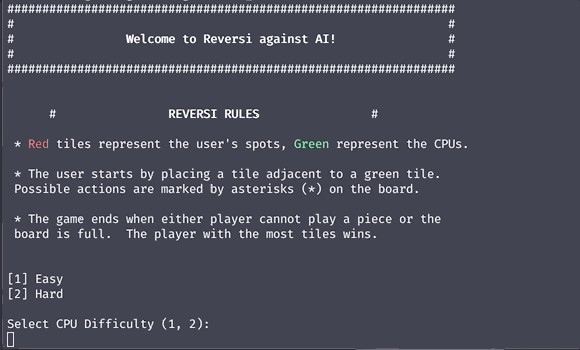 ################################################################
#                                                              #
#                Welcome to Reversi against AI!                #
#                                                              #
################################################################
#                REVERSI RULES                #
* Red tiles represent the user's spots, Green represent the CPUs.
* The user starts by placing a tile adjacent to a green tile.
Possible actions are marked by asterisks (*) on the board.
* The game ends when either player cannot play a piece or the
board is full.  The player with the most tiles wins.
[1] Easy
[2] Hard
Select CPU Difficulty (1, 2):